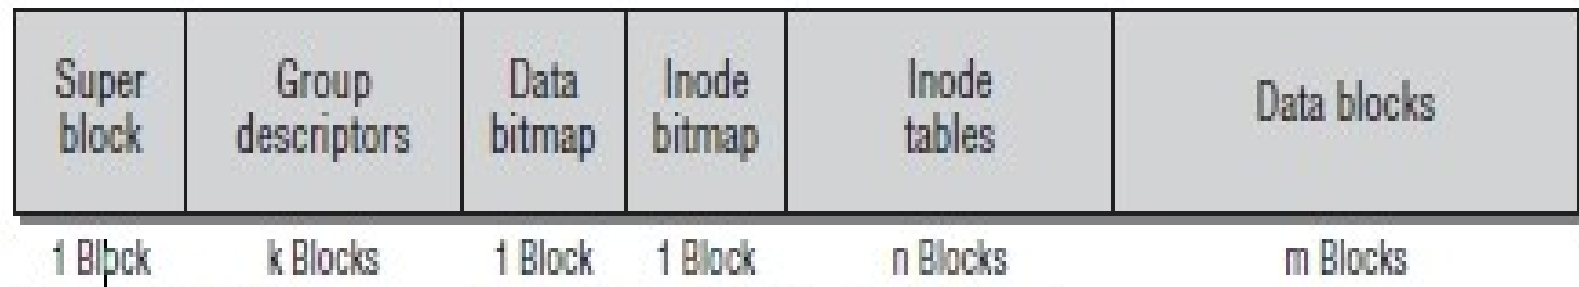 Super
block
Group
descriptors
Data
bitmap
Inode
bitmap
Inode
tables
Data blocks
1 Block
k Blocks
1 Block
1 Block
n Blocks
m Blocks